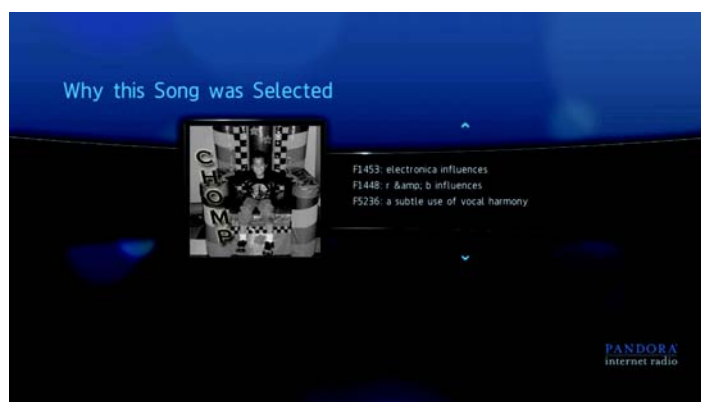 Why this Song was Selected
CHOMP
F1453: electronica influences
F1448: r &amp; b influences
F5236: a subtle use of vocal harmony
PANDORA
internet radio